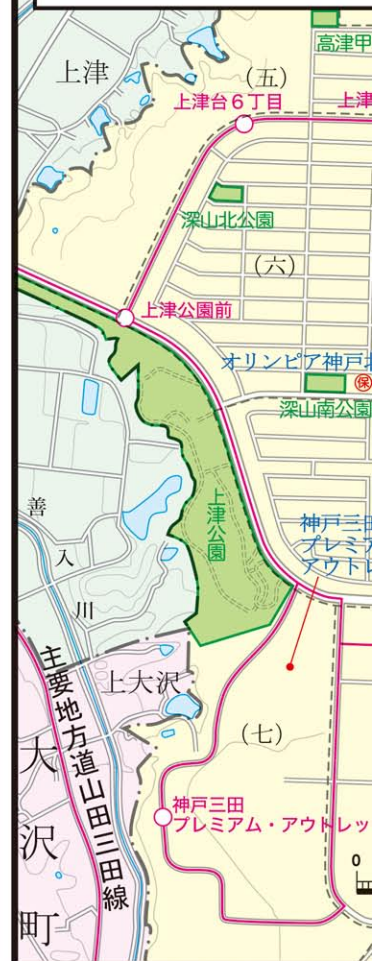 高津甲
上津
(五)
上津台6丁目
上津
深山北公園
(六)
上津公園前
オリンピア神戸北
保
深山南公園
上津公園
善入川
神戸三田
プレミア
アウトレ
上大沢
(七)
主要地方道山田三田線
大沢町
神戸三田
プレミアム・アウトレッ
0